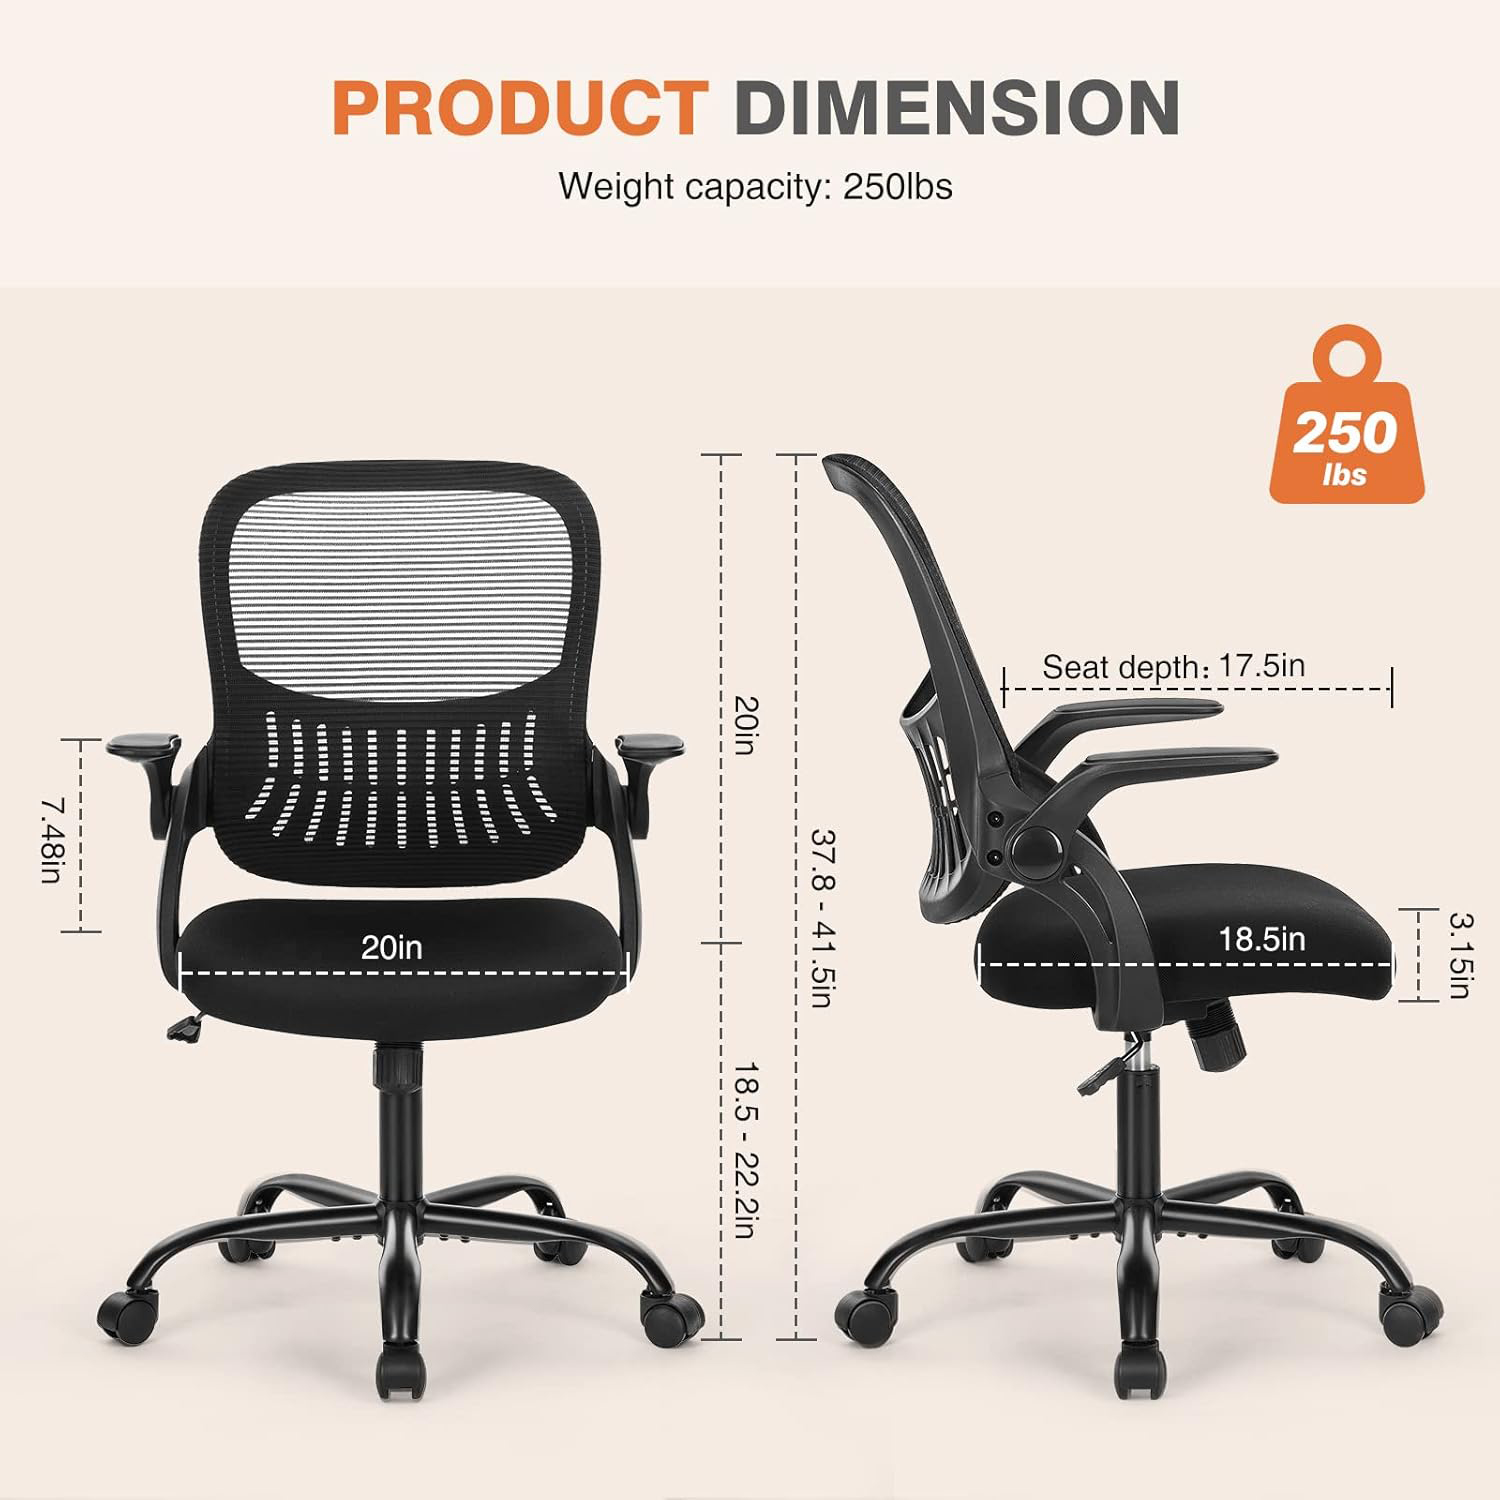 PRODUCT DIMENSION
Weight capacity: 250lbs
250
lbs
Seat depth: 17.5in
20in
7.48in
37.8 - 41.5in
20in
18.5in
3.15in
18.5 - 22.2in